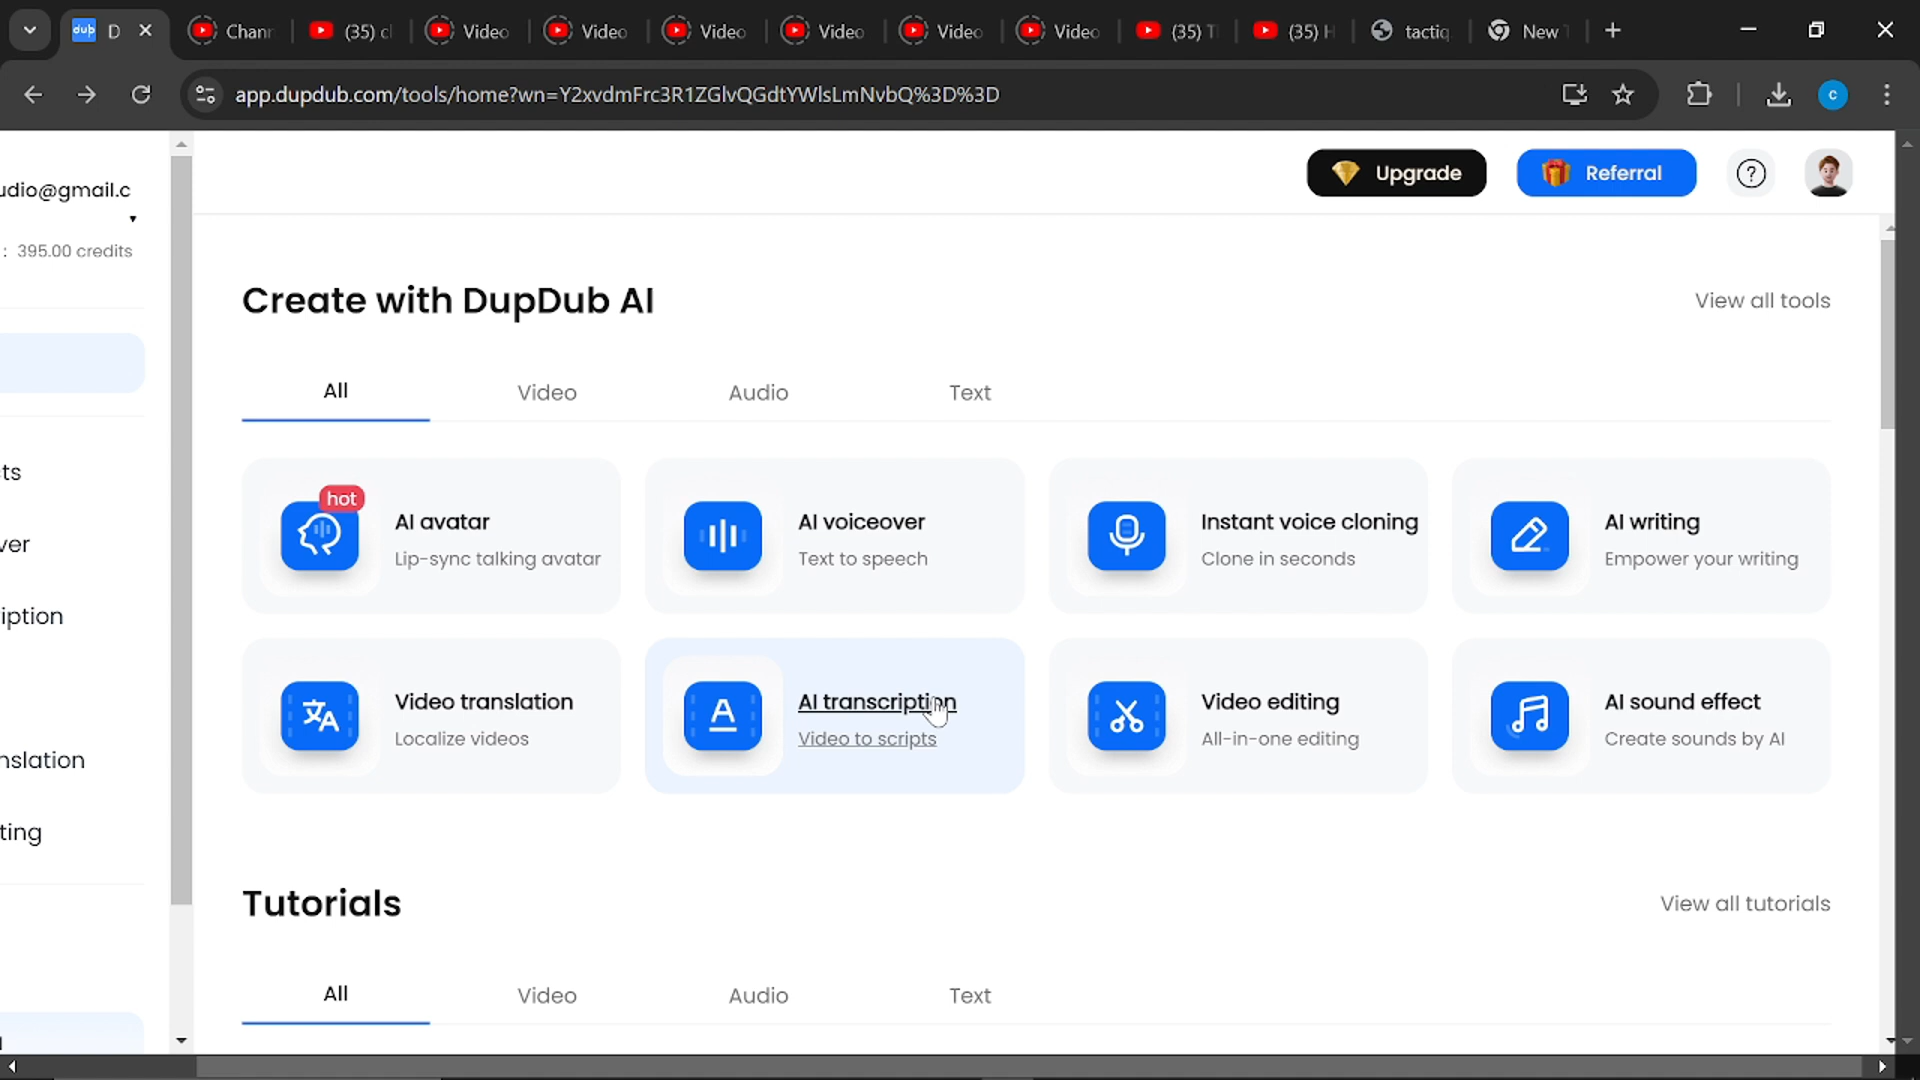 dub D
Chann
(35) c
Video
Video
Video
Video
Video
Video
(35) T
(35) H
tactiq
New T
app.dupdub.com/tools/home?wn=Y2xvdmFrc3R1ZGlvQGdtYWlsLmNvbQ%3D%3D
c
udio@gmail.c
: 395.00 credits
cts
ver
iption
nslation
ting
Upgrade
Referral
?
Create with DupDub AI
View all tools
All
Video
Audio
Text
hot
AI avatar
Lip-sync talking avatar
AI voiceover
Text to speech
Instant voice cloning
Clone in seconds
AI writing
Empower your writing
Video translation
Localize videos
AI transcription
Video to scripts
Video editing
All-in-one editing
AI sound effect
Create sounds by AI
Tutorials
View all tutorials
All
Video
Audio
Text